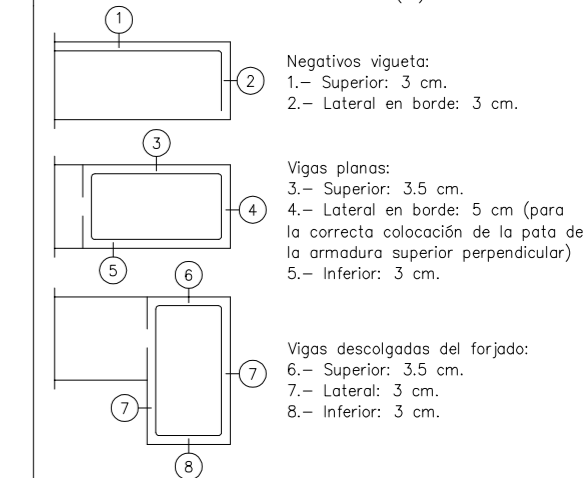 1
2
Negativos vigueta:
1.– Superior: 3 cm.
2.– Lateral en borde: 3 cm.
3
4
5
Vigas planas:
3.– Superior: 3.5 cm.
4.– Lateral en borde: 5 cm (para
la correcta colocación de la pata de
la armadura superior perpendicular)
5.– Inferior: 3 cm.
6
7
7
8
Vigas descolgadas del forjado:
6.– Superior: 3.5 cm.
7.– Lateral: 3 cm.
8.– Inferior: 3 cm.